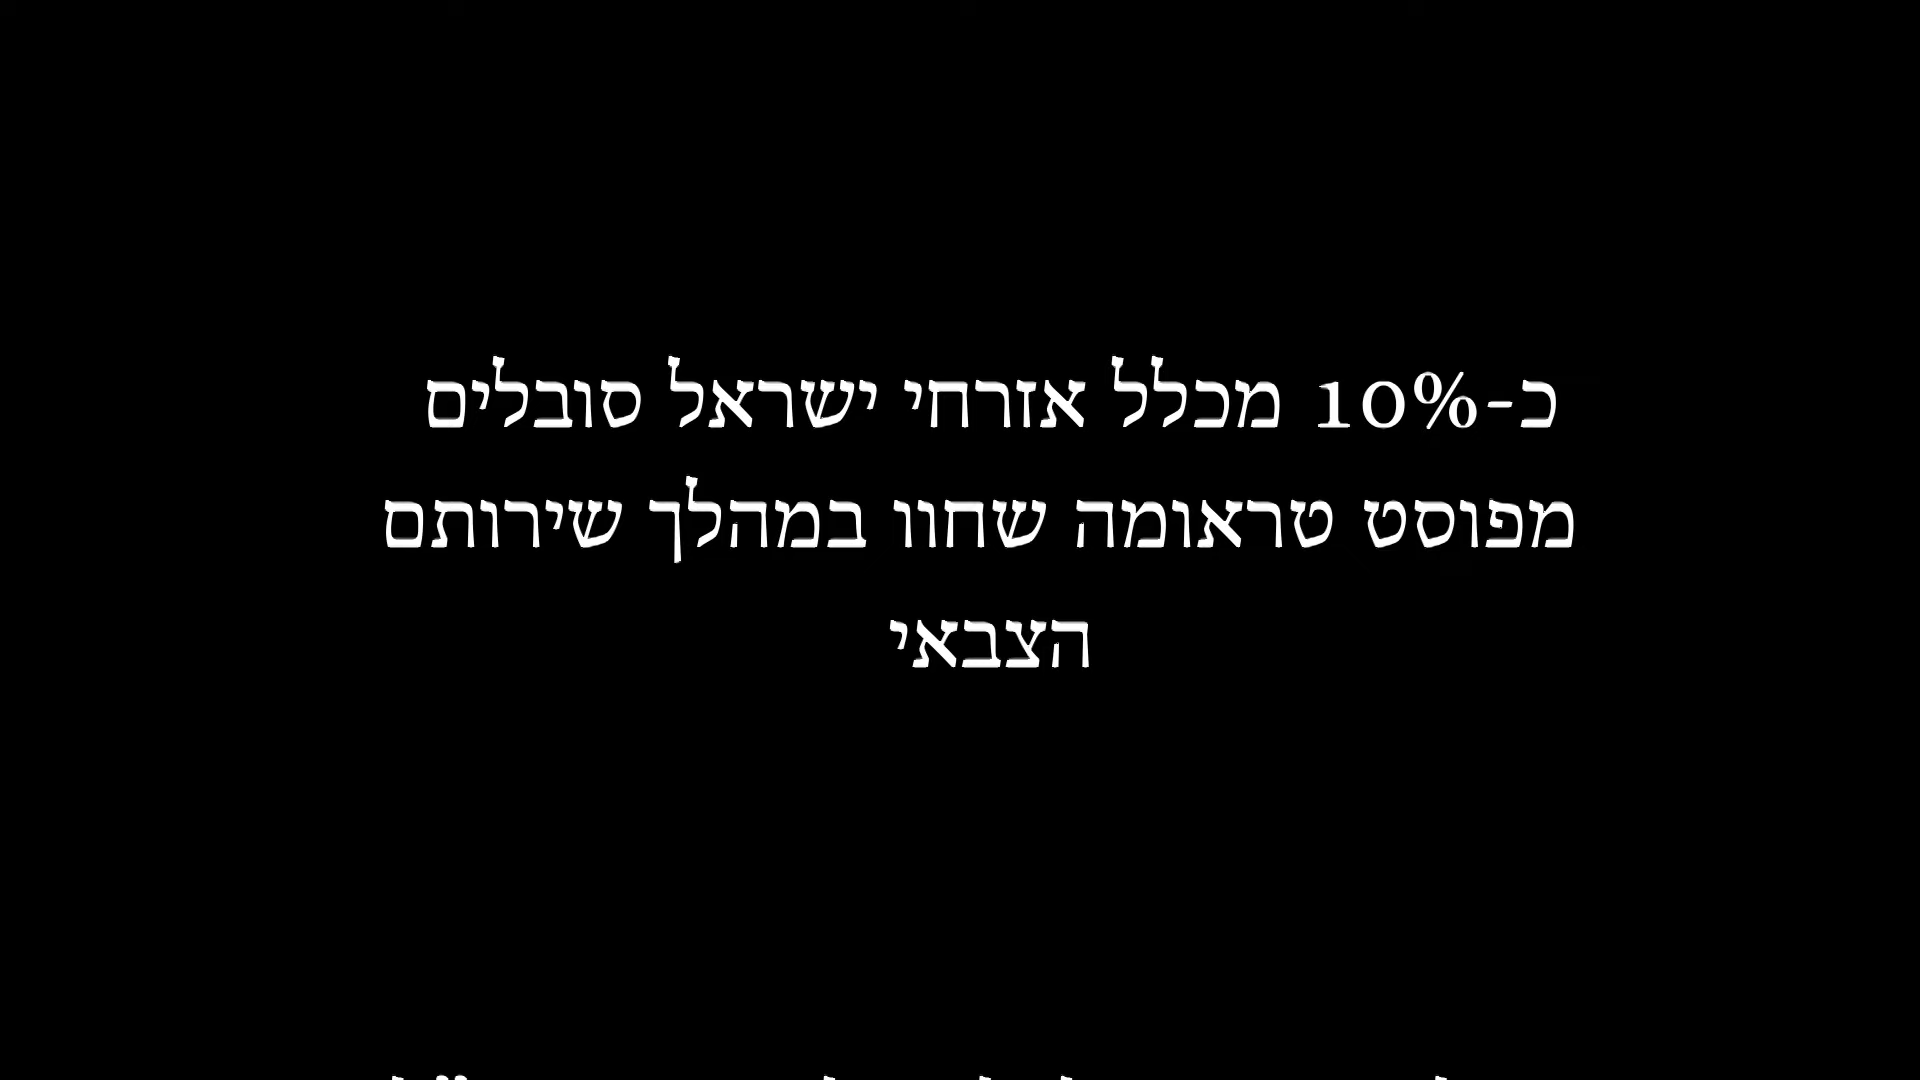 כ-10% מכלל אזרחי ישראל סובלים
מפוסט טראומה שחוו במהלך שירותם
הצבאי